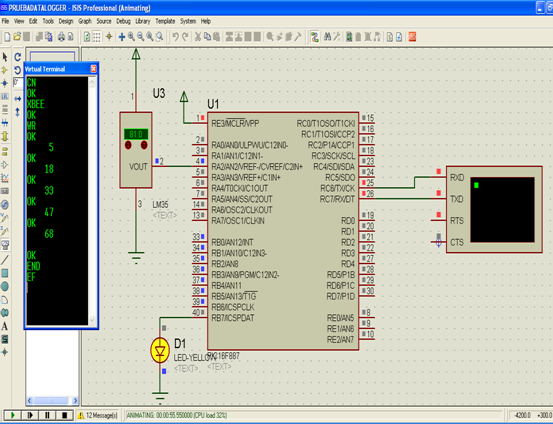 PRUEBADATALOGGER - ISIS Professional (Animating)
File View Edit Tools Design Graph Source Debug Library Template System Help
Virtual Terminal
CN
OK
XBEE
OK
WR
OK
5
OK
18
OK
33
OK
47
OK
68
OK
END
EF
U3
1
81.0
VOUT
2
3
LM35
<TEXT>
U1
1 RE3/MCLR/VPP
2 RA0/AN0/ULPWU/C12IN0-
3 RA1/AN1/C12IN1-
4 RA2/AN2/VREF-/CVREF/C2IN+
5 RA3/AN3/VREF+/C1IN+
6 RA4/T0CKI/C1OUT
7 RA5/AN4/SS/C2OUT
14 RA6/OSC2/CLKOUT
13 RA7/OSC1/CLKIN
33 RB0/AN12/INT
34 RB1/AN10/C12IN3-
35 RB2/AN8
36 RB3/AN9/PGM/C12IN2-
37 RB4/AN11
38 RB5/AN13/T1G
39 RB6/ICSPCLK
40 RB7/ICSPDAT
RC0/T1OSO/T1CKI 15
RC1/T1OSI/CCP2 16
RC2/P1A/CCP1 17
RC3/SCK/SCL 18
RC4/SDI/SDA 23
RC5/SDO 24
RC6/TX/CK 25
RC7/RX/DT 26
RD0 19
RD1 20
RD2 21
RD3 22
RD4 27
RD5/P1B 28
RD6/P1C 29
RD7/P1D 30
RE0/AN5 8
RE1/AN6 9
RE2/AN7 10
PIC16F887
<TEXT>
RXD
TXD
RTS
CTS
D1
LED-YELLOW
<TEXT>
12 Message(s)
ANIMATING: 00:00:55.550000 (CPU load 32%)
-4200.0
+300.0